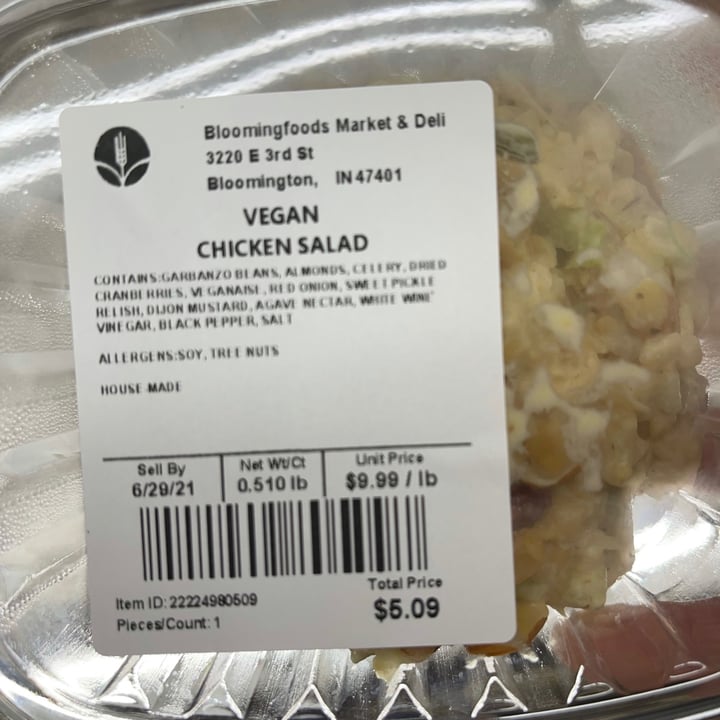 Bloomingfoods Market & Deli
3220 E 3rd St
Bloomington, IN 47401
VEGAN
CHICKEN SALAD
CONTAINS:GARBANZO BEANS, ALMONDS, CELERY, DRIED
CRANBERRIES, VEGANAISE, RED ONION, SWEET PICKLE
RELISH, DIJON MUSTARD, AGAVE NECTAR, WHITE WINE
VINEGAR, BLACK PEPPER, SALT
ALLERGENS:SOY, TREE NUTS
HOUSE-MADE
Sell By Net Wt/Ct Unit Price
6/29/21 0.510 lb $9.99 / lb
Total Price
Item ID: 22224980509
$5.09
Pieces/Count: 1